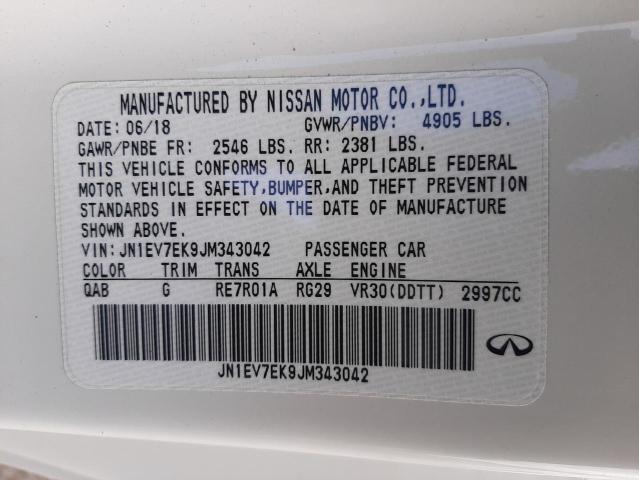 MANUFACTURED BY NISSAN MOTOR CO.,LTD.
DATE: 06/18 GVWR/PNBV: 4905 LBS.
GAWR/PNBE FR: 2546 LBS. RR: 2381 LBS.
THIS VEHICLE CONFORMS TO ALL APPLICABLE FEDERAL
MOTOR VEHICLE SAFETY,BUMPER,AND THEFT PREVENTION
STANDARDS IN EFFECT ON THE DATE OF MANUFACTURE
SHOWN ABOVE.
VIN: JN1EV7EK9JM343042 PASSENGER CAR
COLOR TRIM TRANS AXLE ENGINE
QAB G RE7R01A RG29 VR30(DDTT) 2997CC
JN1EV7EK9JM343042